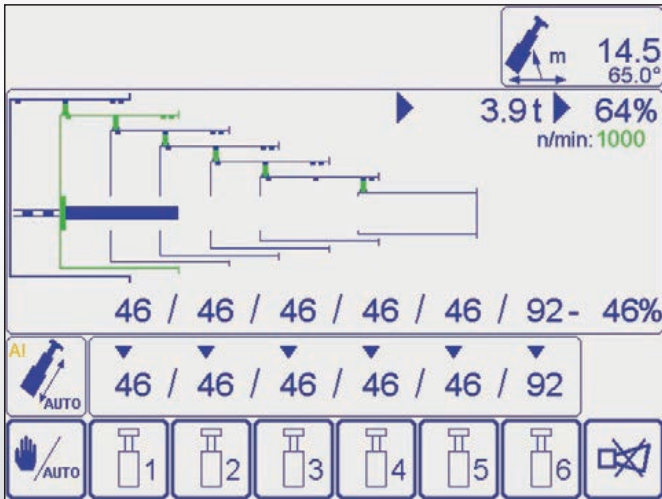 m 14.5
65.0°
3.9 t 64%
n/min: 1000
46 / 46 / 46 / 46 / 46 / 92 - 46%
AI
AUTO
46 / 46 / 46 / 46 / 46 / 92
/AUTO 1 2 3 4 5 6